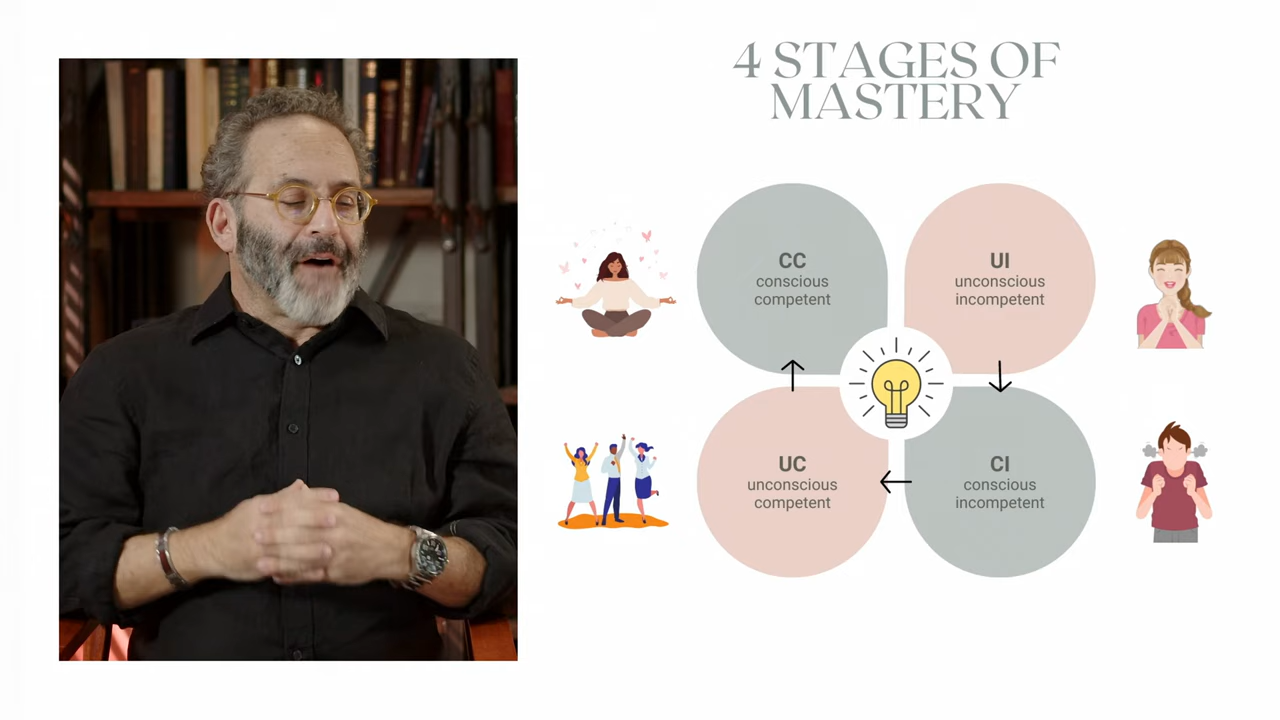 4 STAGES OF
MASTERY
CC
conscious
competent
UI
unconscious
incompetent
UC
unconscious
competent
CI
conscious
incompetent